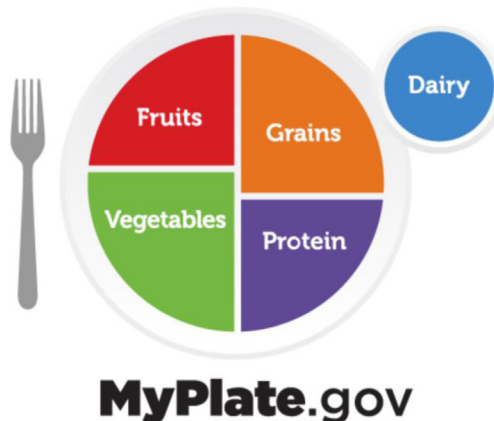 Dairy
Fruits
Grains
Vegetables
Protein
MyPlate.gov